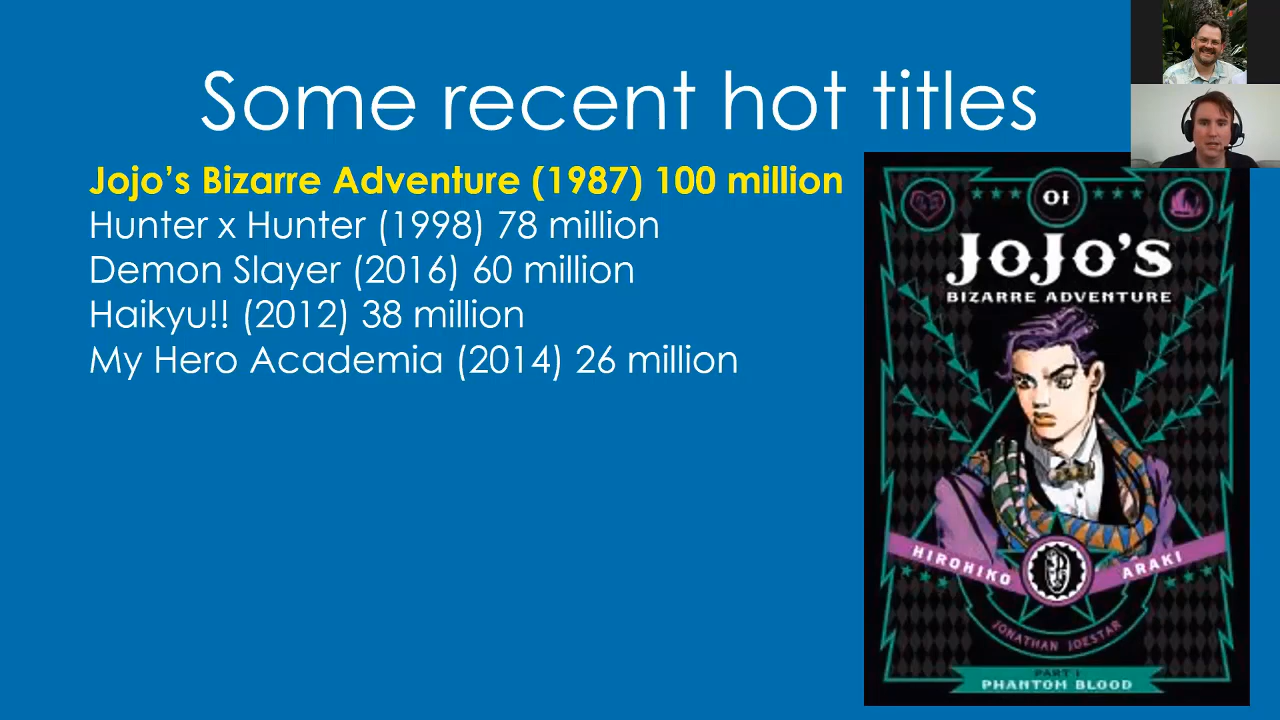 Some recent hot titles
Jojo's Bizarre Adventure (1987) 100 million
Hunter x Hunter (1998) 78 million
Demon Slayer (2016) 60 million
Haikyu!! (2012) 38 million
My Hero Academia (2014) 26 million
01
JOJO'S
BIZARRE ADVENTURE
HIROHIKO ARAKI
JONATHAN JOESTAR
PART 1
PHANTOM BLOOD